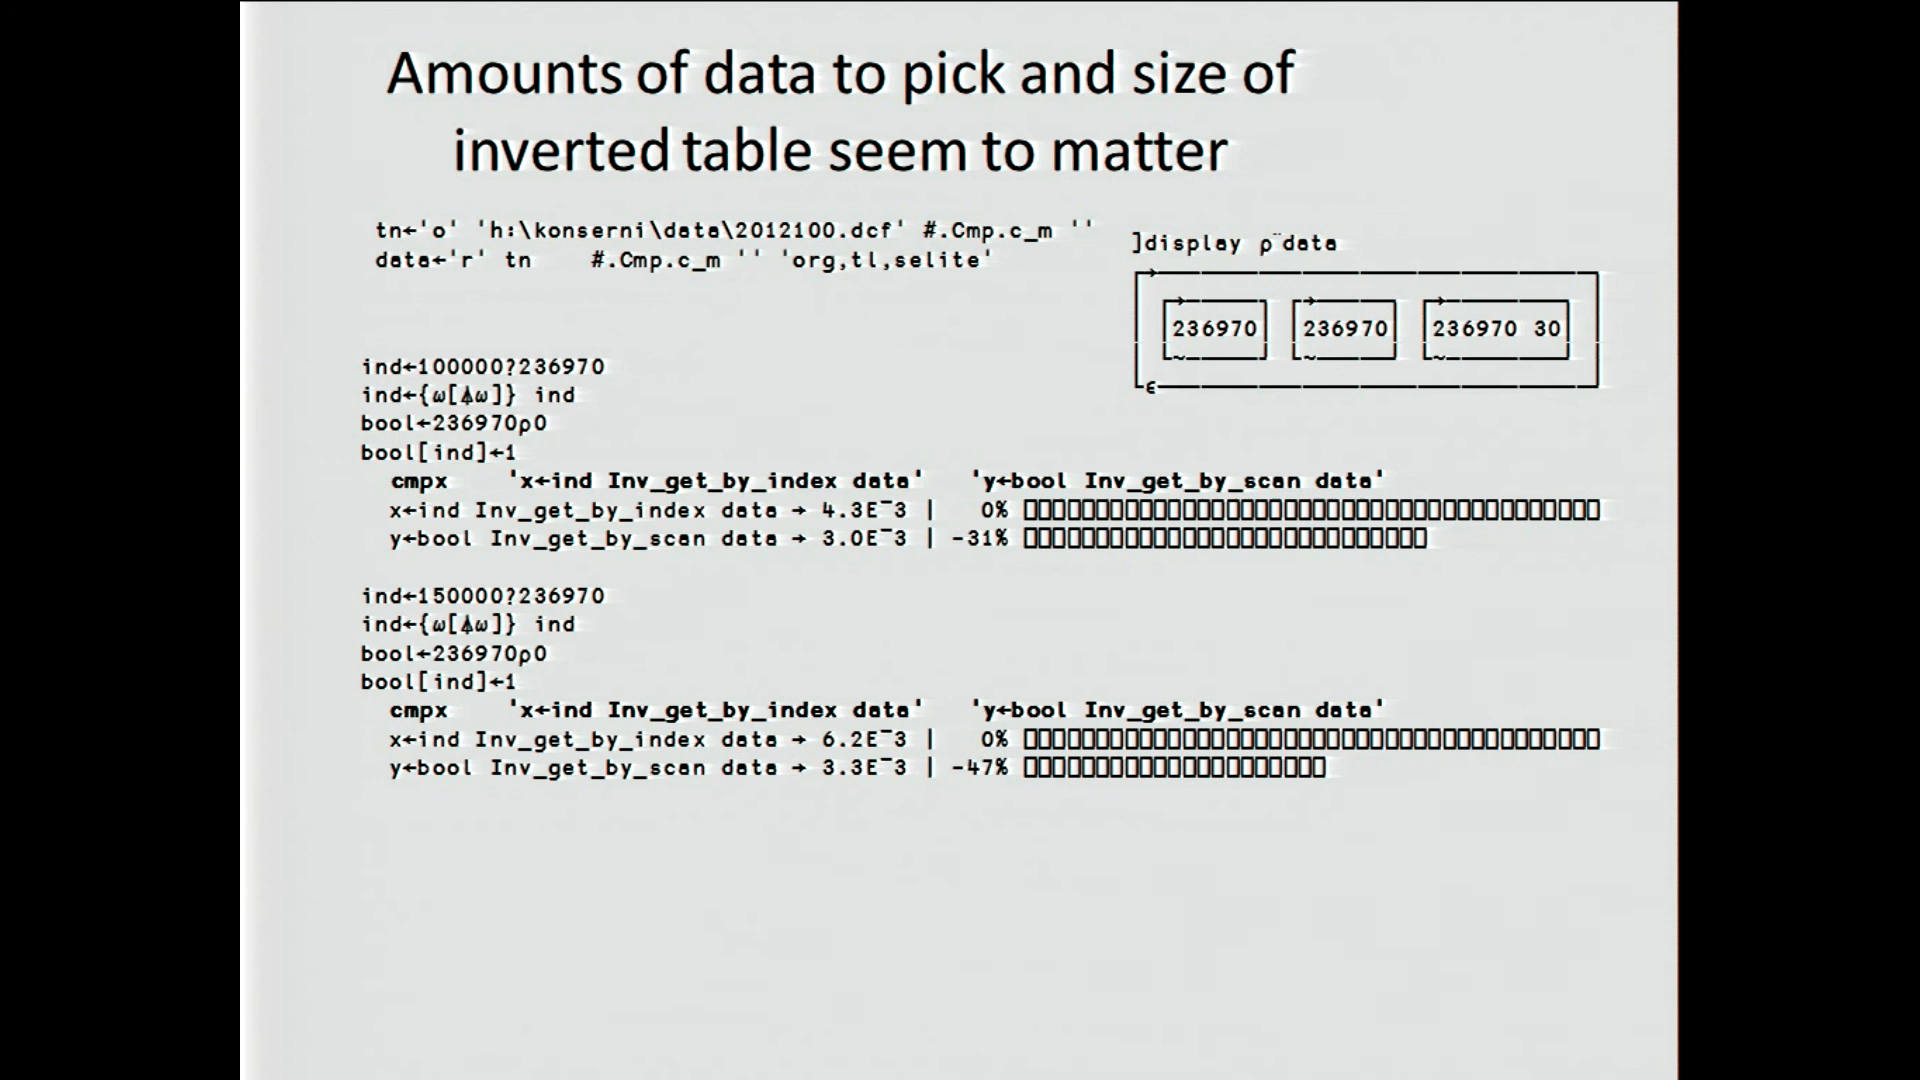 Amounts of data to pick and size of
inverted table seem to matter
tn←'o' 'h:\konserni\data\2012100.dcf' #.Cmp.c_m ''
data←'r' tn    #.Cmp.c_m '' 'org,tl,selite'
]display ⍴¨data
236970 236970 236970 30
ind←100000?236970
ind←{⍵[⍋⍵]} ind
bool←236970⍴0
bool[ind]←1
cmpx    'x←ind Inv_get_by_index data'   'y←bool Inv_get_by_scan data'
x←ind Inv_get_by_index data → 4.3E¯3 |   0% ⎕⎕⎕⎕⎕⎕⎕⎕⎕⎕⎕⎕⎕⎕⎕⎕⎕⎕⎕⎕⎕⎕⎕⎕⎕⎕⎕⎕⎕⎕⎕⎕⎕⎕⎕⎕⎕⎕⎕⎕
y←bool Inv_get_by_scan data → 3.0E¯3 | -31% ⎕⎕⎕⎕⎕⎕⎕⎕⎕⎕⎕⎕⎕⎕⎕⎕⎕⎕⎕⎕⎕⎕⎕⎕⎕⎕⎕⎕
ind←150000?236970
ind←{⍵[⍋⍵]} ind
bool←236970⍴0
bool[ind]←1
cmpx    'x←ind Inv_get_by_index data'   'y←bool Inv_get_by_scan data'
x←ind Inv_get_by_index data → 6.2E¯3 |   0% ⎕⎕⎕⎕⎕⎕⎕⎕⎕⎕⎕⎕⎕⎕⎕⎕⎕⎕⎕⎕⎕⎕⎕⎕⎕⎕⎕⎕⎕⎕⎕⎕⎕⎕⎕⎕⎕⎕⎕⎕
y←bool Inv_get_by_scan data → 3.3E¯3 | -47% ⎕⎕⎕⎕⎕⎕⎕⎕⎕⎕⎕⎕⎕⎕⎕⎕⎕⎕⎕⎕⎕